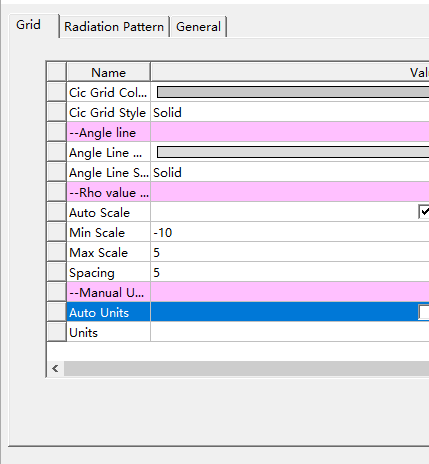 Grid Radiation Pattern General
Name Val
Cic Grid Col...
Cic Grid Style Solid
--Angle line
Angle Line ...
Angle Line S... Solid
--Rho value ...
Auto Scale
Min Scale -10
Max Scale 5
Spacing 5
--Manual U...
Auto Units
Units